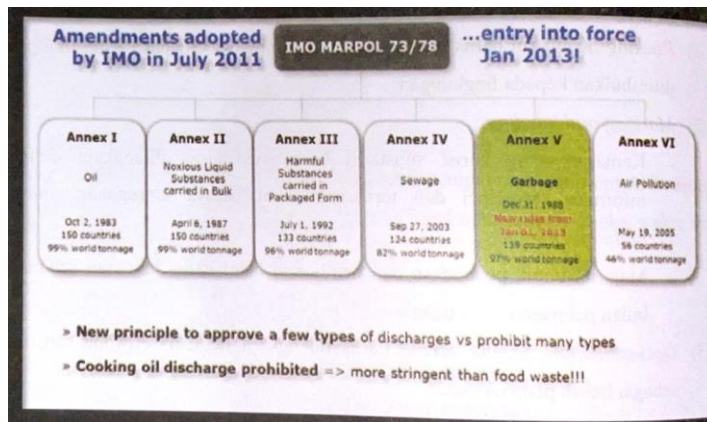 Amendments adopted
by IMO in July 2011
IMO MARPOL 73/78
...entry into force
Jan 2013!
Annex I
Oil
Oct 2, 1983
150 countries
99% world tonnage
Annex II
Noxious Liquid
Substances
carried in Bulk
April 6, 1987
150 countries
99% world tonnage
Annex III
Harmful
Substances
carried in
Packaged Form
July 1, 1992
133 countries
96% world tonnage
Annex IV
Sewage
Sep 27, 2003
124 countries
82% world tonnage
Annex V
Garbage
Dec 31, 1988
New rules from
Jan 01, 2013
139 countries
97% world tonnage
Annex VI
Air Pollution
May 19, 2005
56 countries
46% world tonnage
» New principle to approve a few types of discharges vs prohibit many types
» Cooking oil discharge prohibited => more stringent than food waste!!!